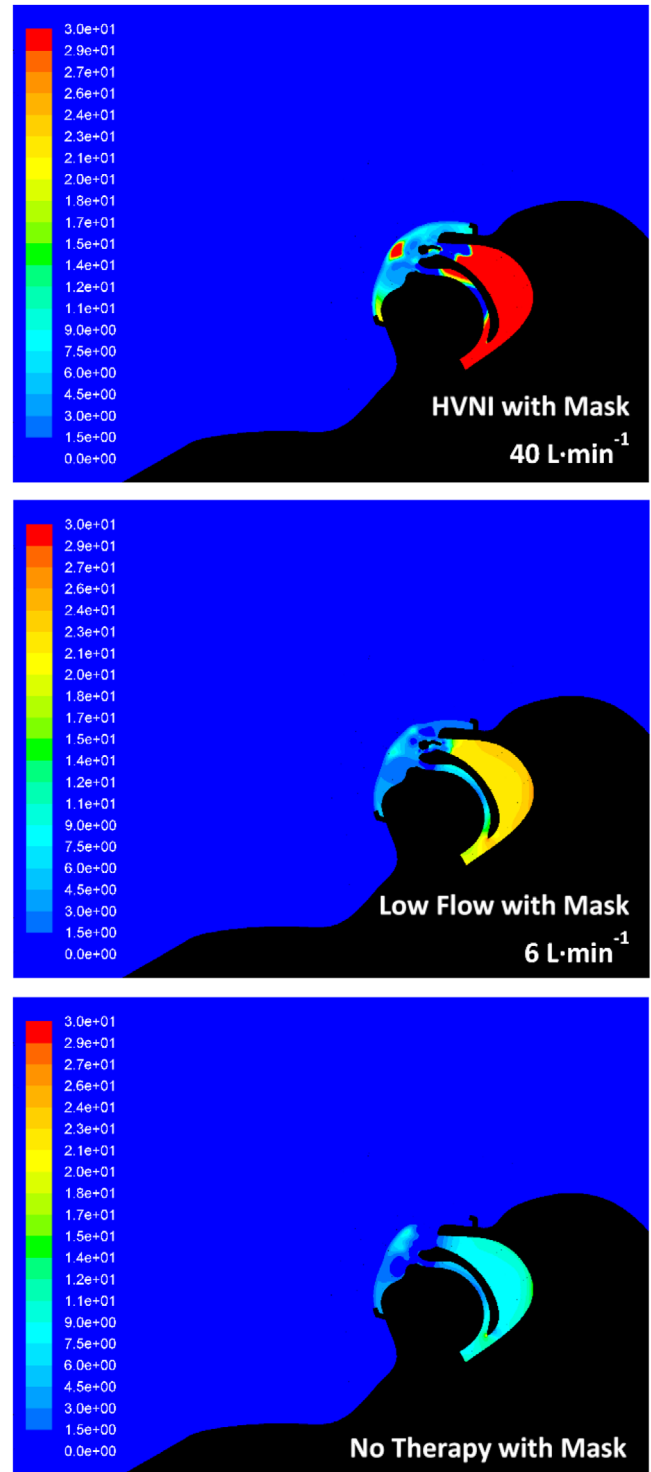 3.0e+01
2.9e+01
2.7e+01
2.6e+01
2.4e+01
2.3e+01
2.1e+01
2.0e+01
1.8e+01
1.7e+01
1.5e+01
1.4e+01
1.2e+01
1.1e+01
9.0e+00
7.5e+00
6.0e+00
4.5e+00
3.0e+00
1.5e+00
0.0e+00
HVNI with Mask
40 L·min⁻¹
3.0e+01
2.9e+01
2.7e+01
2.6e+01
2.4e+01
2.3e+01
2.1e+01
2.0e+01
1.8e+01
1.7e+01
1.5e+01
1.4e+01
1.2e+01
1.1e+01
9.0e+00
7.5e+00
6.0e+00
4.5e+00
3.0e+00
1.5e+00
0.0e+00
Low Flow with Mask
6 L·min⁻¹
3.0e+01
2.9e+01
2.7e+01
2.6e+01
2.4e+01
2.3e+01
2.1e+01
2.0e+01
1.8e+01
1.7e+01
1.5e+01
1.4e+01
1.2e+01
1.1e+01
9.0e+00
7.5e+00
6.0e+00
4.5e+00
3.0e+00
1.5e+00
0.0e+00
No Therapy with Mask